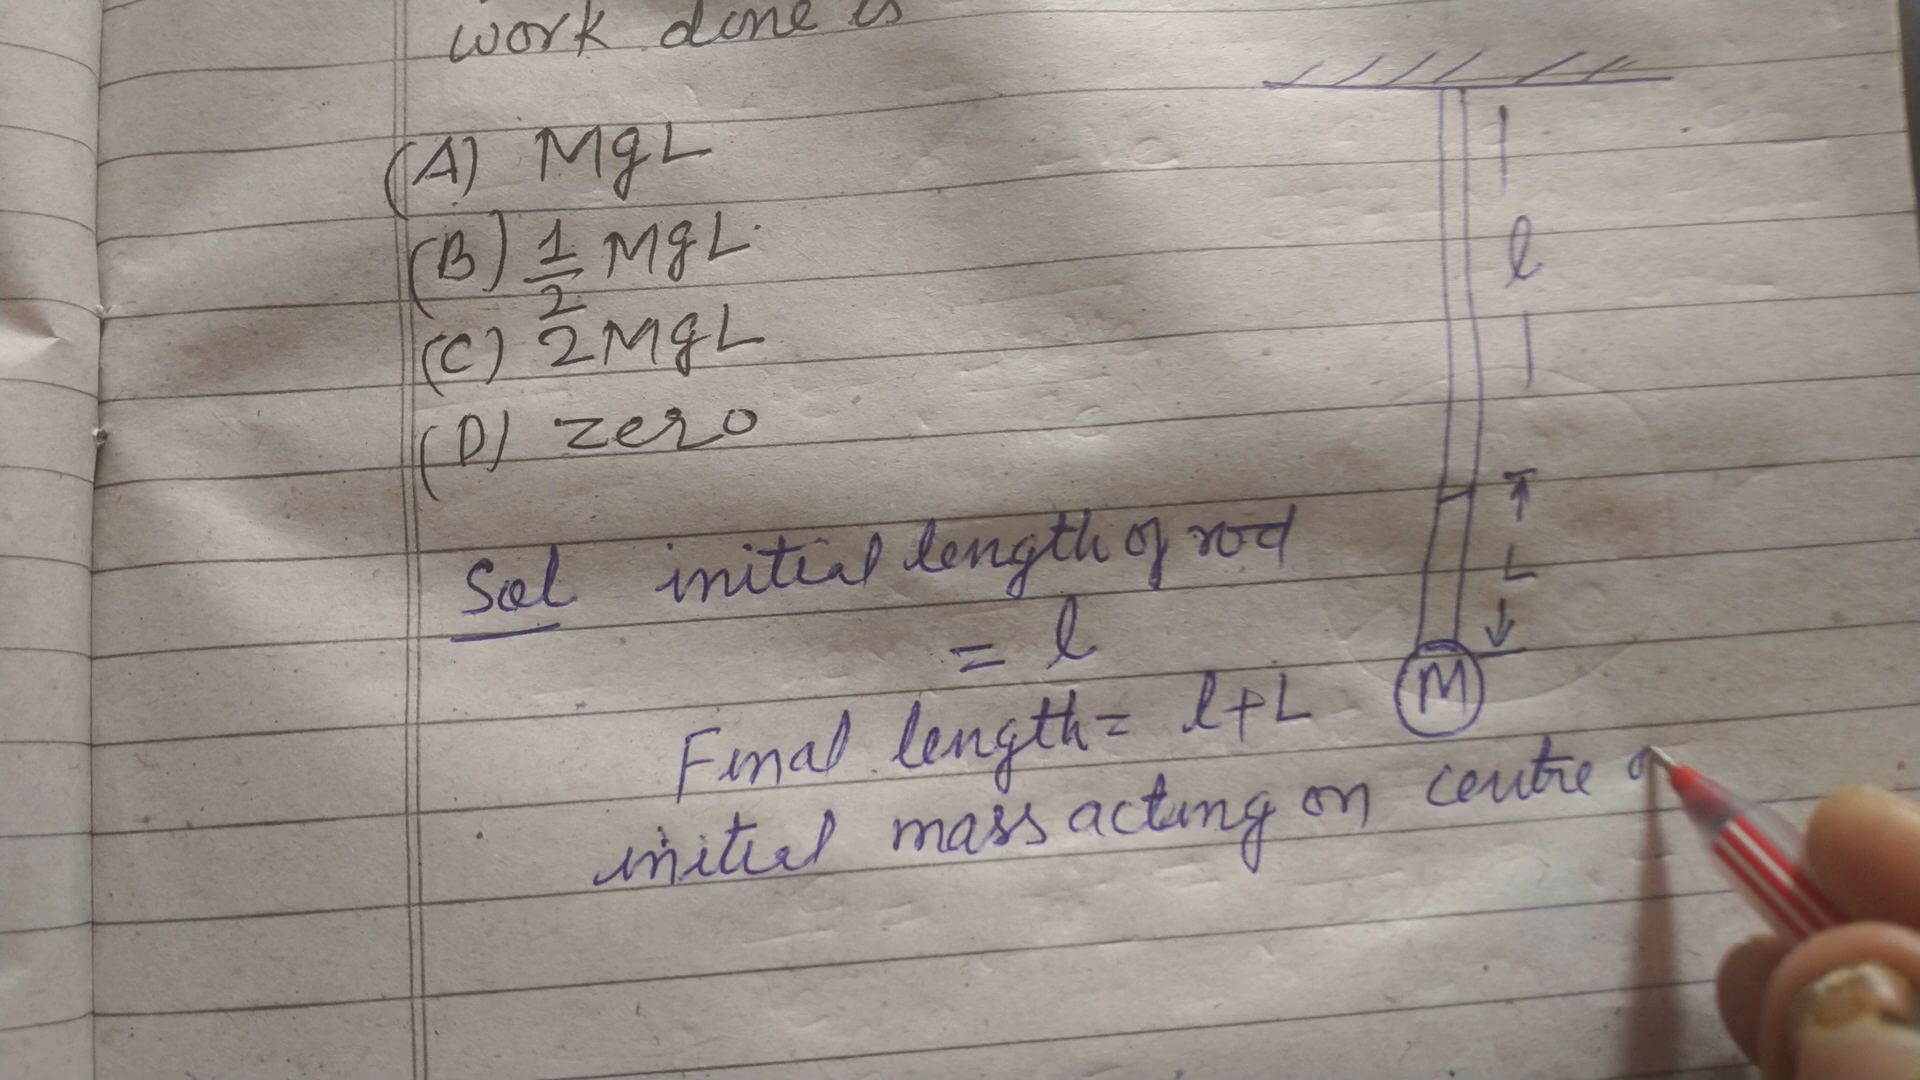 work done is
(A) MgL
(B) 1/2 MgL
(C) 2MgL
(D) zero
l
L
M
Sol initial length of rod
= l
Final length = l+L
initial mass acting on centre o